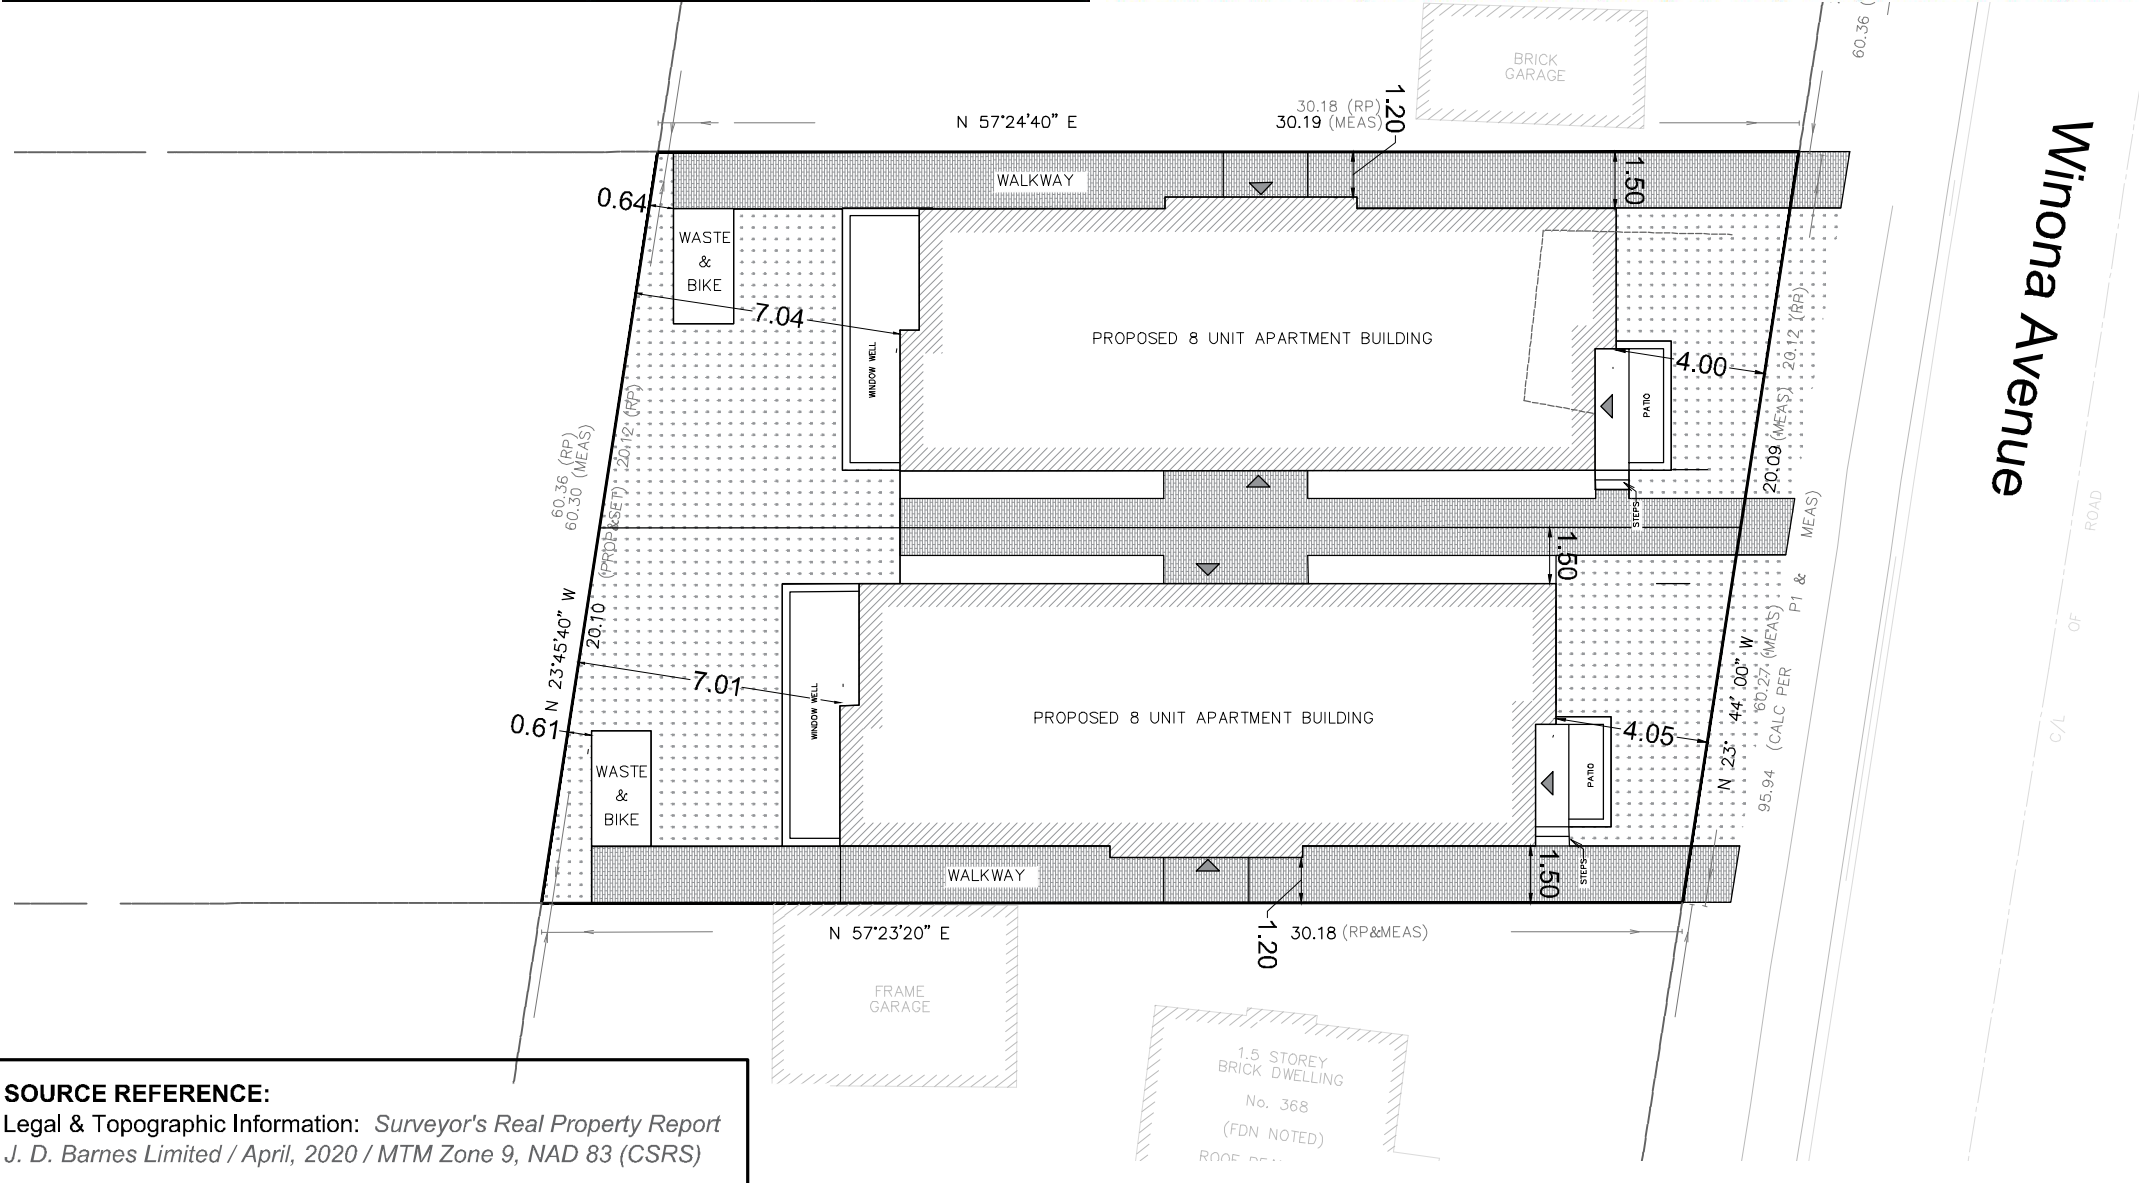 BRICK
GARAGE
60.36
30.18 (RP)
N 57°24'40" E
30.19 (MEAS)
1.20
WALKWAY
1.50
0.64
WASTE
&
BIKE
7.04
WINDOW WELL
PROPOSED 8 UNIT APARTMENT BUILDING
4.00
PATIO
STEPS
Winona Avenue
20.09 (MEAS) 20.12 (RP)
60.36 (RP)
60.30 (MEAS)
(PROP&SET) 20.12 (RP)
1.50
N 23°45'40" W
20.10
7.01
0.61
WASTE
&
BIKE
WINDOW WELL
PROPOSED 8 UNIT APARTMENT BUILDING
4.05
PATIO
STEPS
N 23° 44' 00" W
60.27 (MEAS)
95.94 (CALC PER P1 & MEAS)
C/L OF ROAD
WALKWAY
1.50
1.20
N 57°23'20" E
30.18 (RP&MEAS)
FRAME
GARAGE
1.5 STOREY
BRICK DWELLING
No. 368
(FDN NOTED)
SOURCE REFERENCE:
Legal & Topographic Information: Surveyor's Real Property Report
J. D. Barnes Limited / April, 2020 / MTM Zone 9, NAD 83 (CSRS)